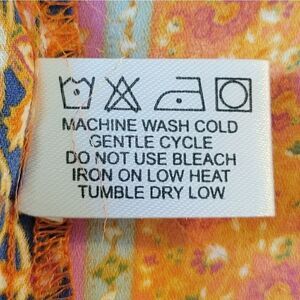 MACHINE WASH COLD
GENTLE CYCLE
DO NOT USE BLEACH
IRON ON LOW HEAT
TUMBLE DRY LOW